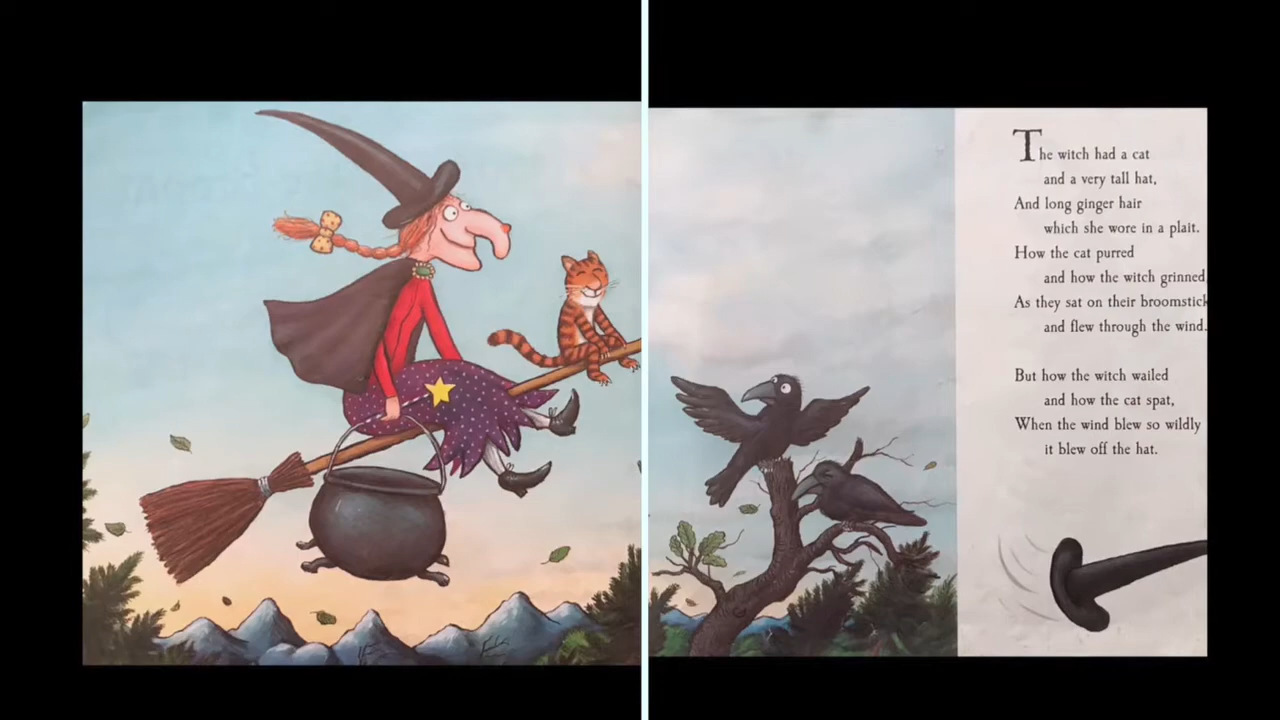 The witch had a cat
and a very tall hat,
And long ginger hair
which she wore in a plait.
How the cat purred
and how the witch grinned,
As they sat on their broomstick
and flew through the wind.
But how the witch wailed
and how the cat spat,
When the wind blew so wildly
it blew off the hat.